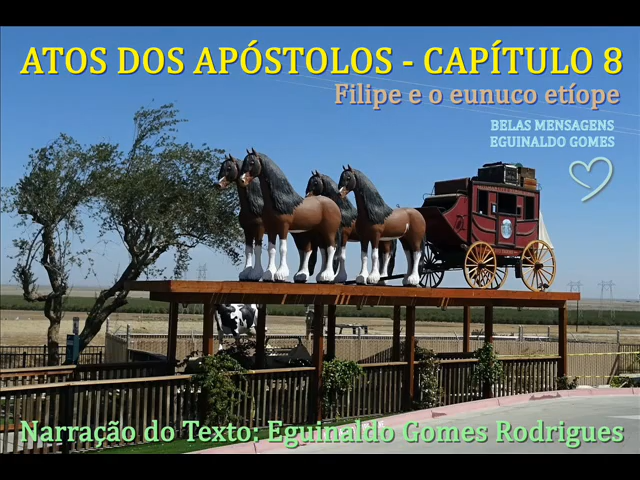 ATOS DOS APÓSTOLOS - CAPÍTULO 8
Filipe e o eunuco etíope
BELAS MENSAGENS
EGUINALDO GOMES
Narração do Texto: Eguinaldo Gomes Rodrigues